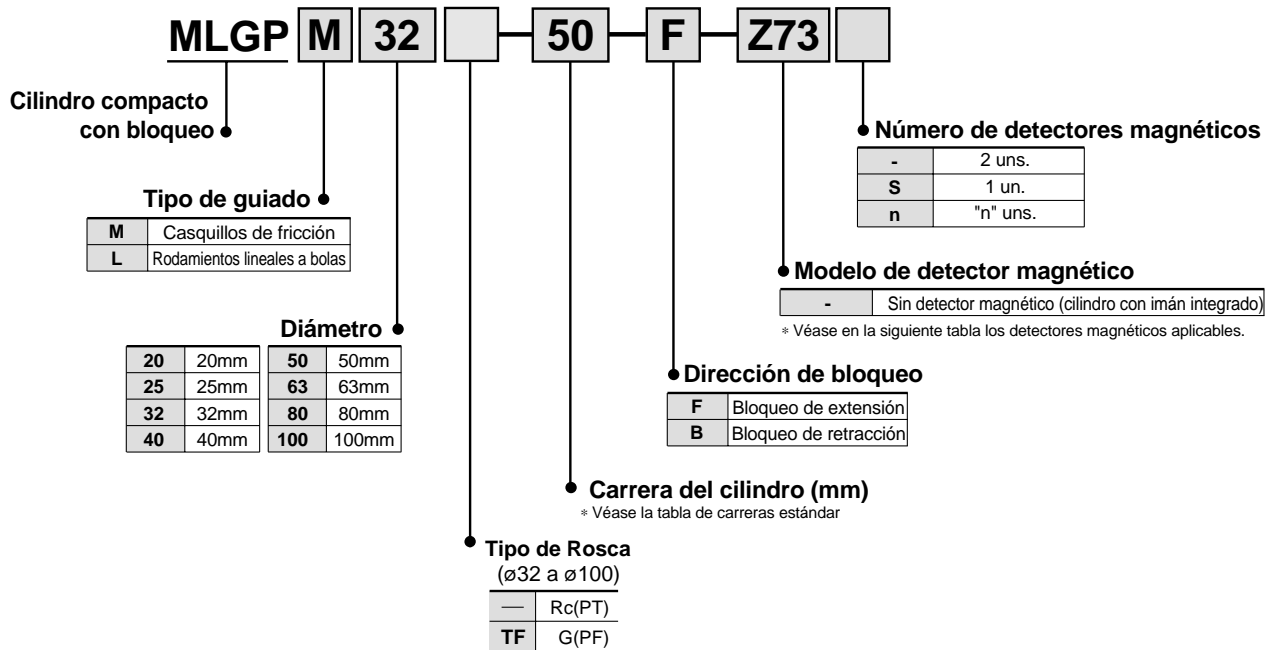 MLGP M 32 - 50 - F - Z73
Cilindro compacto
con bloqueo
Número de detectores magnéticos
- 2 uns.
S 1 un.
n "n" uns.
Tipo de guiado
M Casquillos de fricción
L Rodamientos lineales a bolas
Modelo de detector magnético
- Sin detector magnético (cilindro con imán integrado)
* Véase en la siguiente tabla los detectores magnéticos aplicables.
Diámetro
20 20mm 50 50mm
25 25mm 63 63mm
32 32mm 80 80mm
40 40mm 100 100mm
Dirección de bloqueo
F Bloqueo de extensión
B Bloqueo de retracción
Carrera del cilindro (mm)
* Véase la tabla de carreras estándar
Tipo de Rosca
(ø32 a ø100)
— Rc(PT)
TF G(PF)